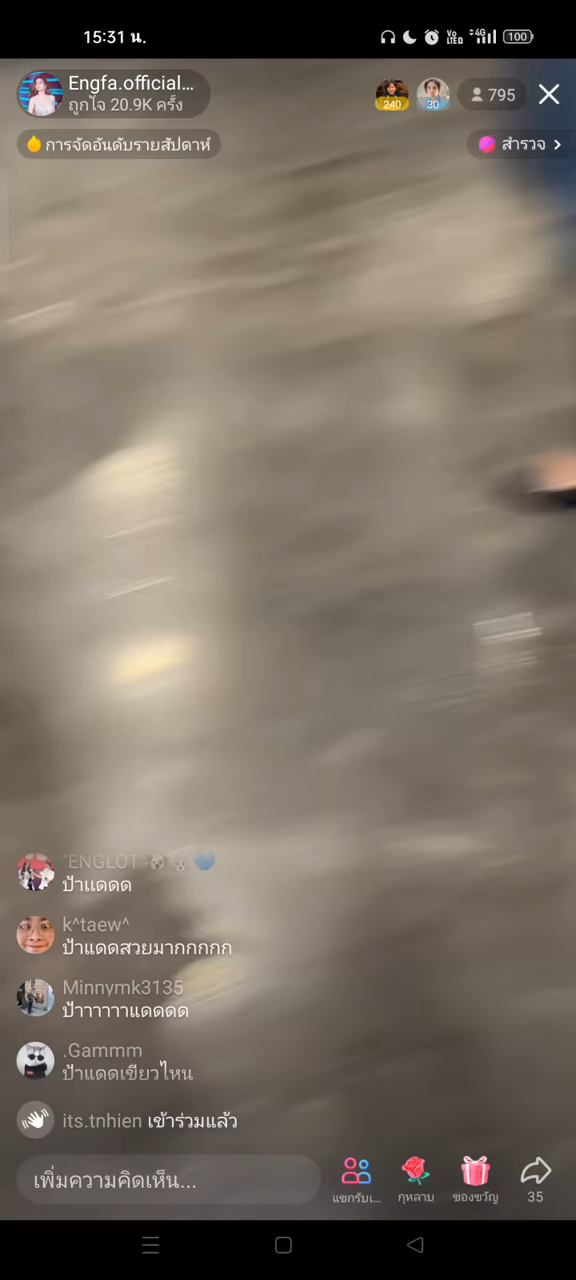 15:31 น.
VoLTED 4G 100
Engfa.official...
ถูกใจ 20.9K ครั้ง
240
30
795
การจัดอันดับรายสัปดาห์
สำรวจ
"ENGLOT"
ป้าแดดด
k^taew^
ป้าแดดสวยมากกกกก
Minnymk3135
ป้าาาาาาแดดดด
.Gammm
ป้าแดดเขียวไหน
its.tnhien เข้าร่วมแล้ว
เพิ่มความคิดเห็น...
แขกรับเ...
กุหลาบ
ของขวัญ
35